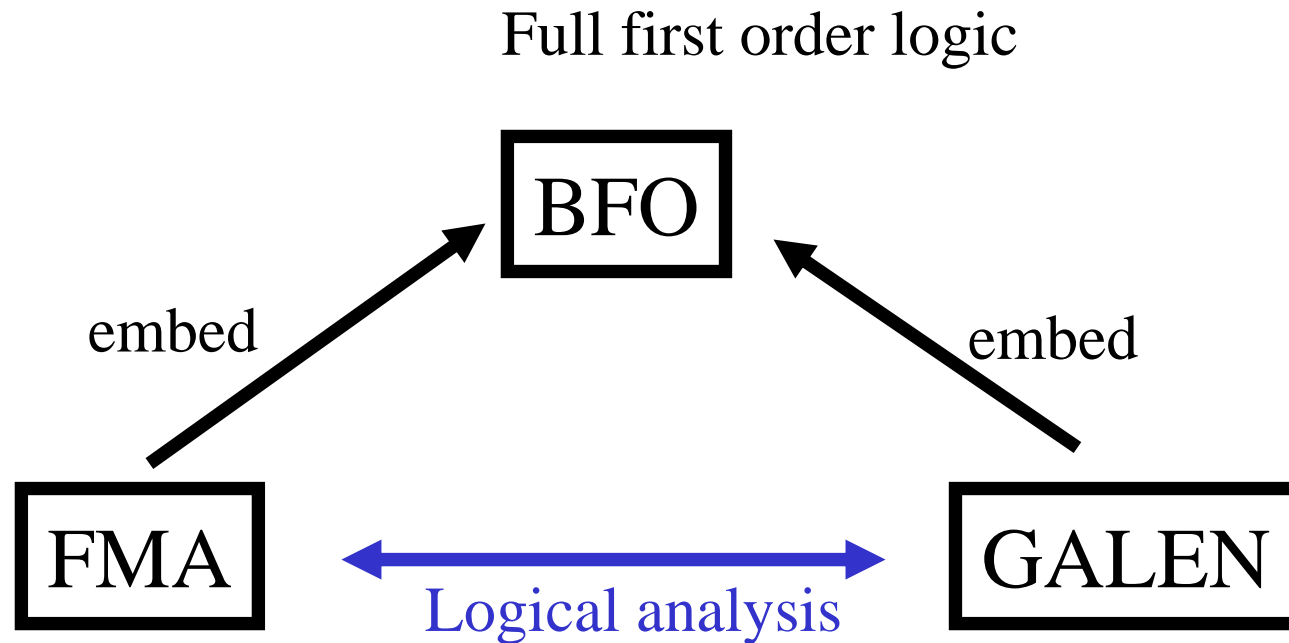 Full first order logic
BFO
embed
embed
FMA
GALEN
Logical analysis